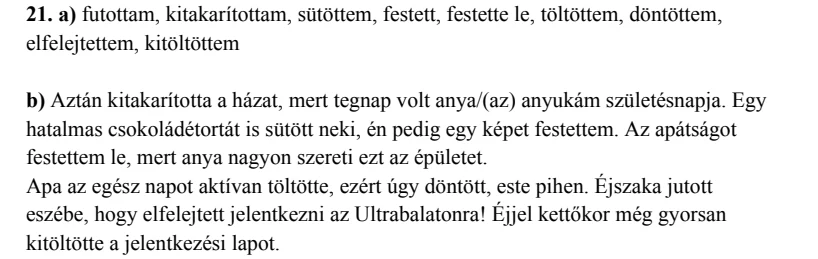 21. a) futottam, kitakarítottam, sütöttem, festett, festette le, töltöttem, döntöttem,
elfelejtettem, kitöltöttem
b) Aztán kitakarította a házat, mert tegnap volt anya/(az) anyukám születésnapja. Egy
hatalmas csokoládétortát is sütött neki, én pedig egy képet festettem. Az apátságot
festettem le, mert anya nagyon szereti ezt az épületet.
Apa az egész napot aktívan töltötte, ezért úgy döntött, este pihen. Éjszaka jutott
eszébe, hogy elfelejtett jelentkezni az Ultrabalatonra! Éjjel kettőkor még gyorsan
kitöltötte a jelentkezési lapot.